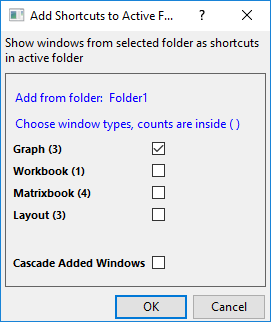 Add Shortcuts to Active F... ?
Show windows from selected folder as shortcuts
in active folder
Add from folder: Folder1
Choose window types, counts are inside ( )
Graph (3)
Workbook (1)
Matrixbook (4)
Layout (3)
Cascade Added Windows
OK Cancel